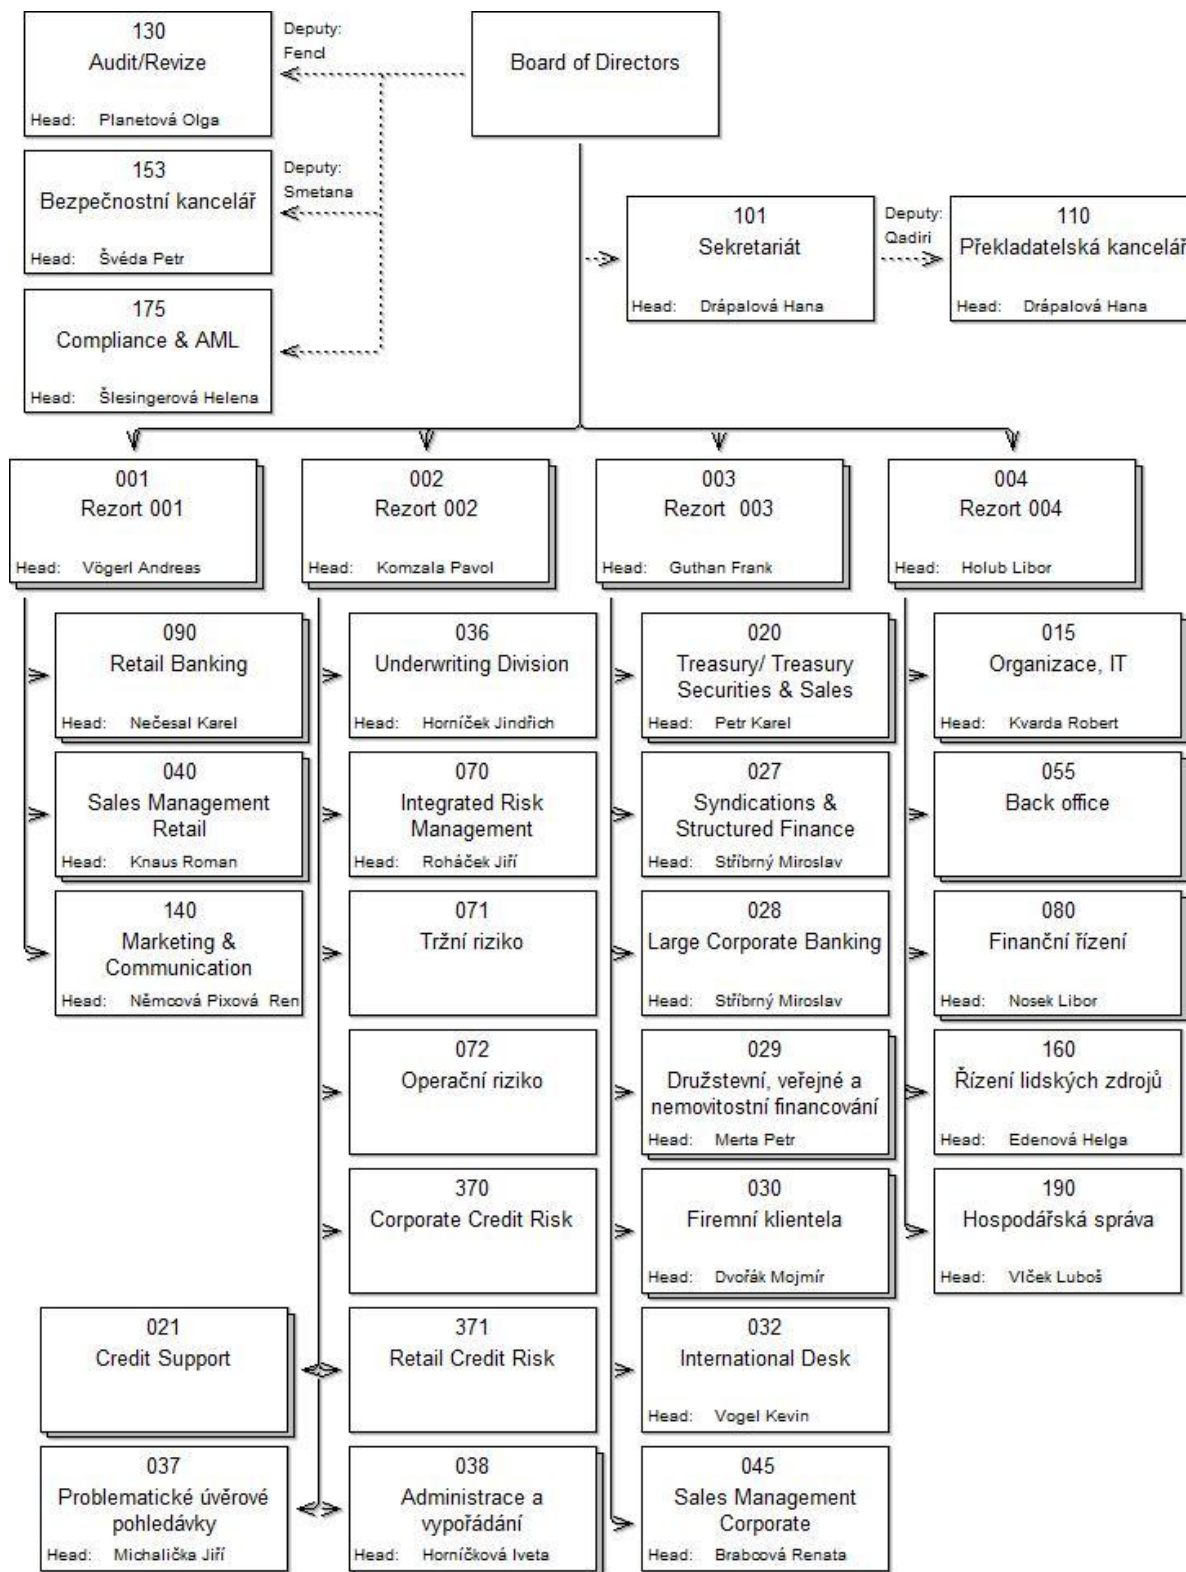 130
Audit/Revize
Head: Planetová Olga
Deputy:
Fencl
Board of Directors
153
Bezpečnostní kancelář
Head: Švéda Petr
Deputy:
Smetana
101
Sekretariát
Head: Drápalová Hana
Deputy:
Qadiri
110
Překladatelská kancelář
Head: Drápalová Hana
175
Compliance & AML
Head: Šlesingerová Helena
001
Rezort 001
Head: Vögerl Andreas
002
Rezort 002
Head: Komzala Pavol
003
Rezort 003
Head: Guthan Frank
004
Rezort 004
Head: Holub Libor
090
Retail Banking
Head: Nečesal Karel
036
Underwriting Division
Head: Horníček Jindřich
020
Treasury/ Treasury
Securities & Sales
Head: Petr Karel
015
Organizace, IT
Head: Kvarda Robert
040
Sales Management
Retail
Head: Knaus Roman
070
Integrated Risk
Management
Head: Roháček Jiří
027
Syndications &
Structured Finance
Head: Stříbrný Miroslav
055
Back office
140
Marketing &
Communication
Head: Němcová Pixová Ren
071
Tržní riziko
028
Large Corporate Banking
Head: Stříbrný Miroslav
080
Finanční řízení
Head: Nosek Libor
072
Operační riziko
029
Družstevní, veřejné a
nemovitostní financování
Head: Merta Petr
160
Řízení lidských zdrojů
Head: Edenová Helga
370
Corporate Credit Risk
030
Firemní klientela
Head: Dvořák Mojmír
190
Hospodářská správa
Head: Vlček Luboš
021
Credit Support
371
Retail Credit Risk
032
International Desk
Head: Vogel Kevin
037
Problematické úvěrové
pohledávky
Head: Michalička Jiří
038
Administrace a
vypořádání
Head: Horníčková Iveta
045
Sales Management
Corporate
Head: Brabcová Renata